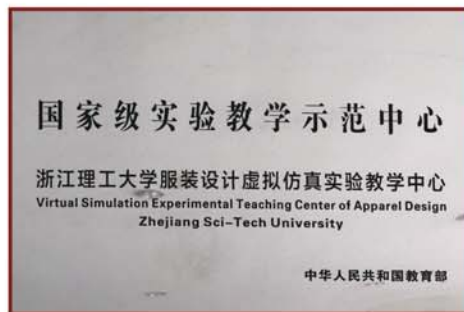 国家级实验教学示范中心
浙江理工大学服装设计虚拟仿真实验教学中心
Virtual Simulation Experimental Teaching Center of Apparel Design
Zhejiang Sci-Tech University
中华人民共和国教育部